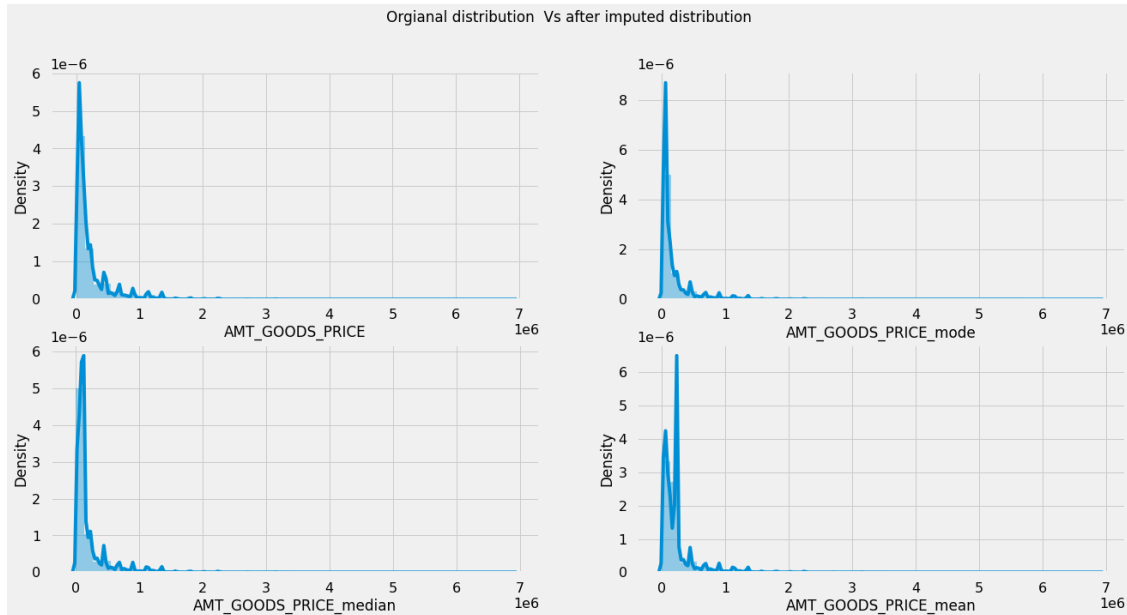 Orgianal distribution  Vs after imputed distribution
1e−6
6
5
4
3
2
1
0
Density
0 1 2 3 4 5 6 7
1e6
AMT_GOODS_PRICE
1e−6
8
6
4
2
0
Density
0 1 2 3 4 5 6 7
1e6
AMT_GOODS_PRICE_mode
1e−6
6
5
4
3
2
1
0
Density
0 1 2 3 4 5 6 7
1e6
AMT_GOODS_PRICE_median
1e−6
6
5
4
3
2
1
0
Density
0 1 2 3 4 5 6 7
1e6
AMT_GOODS_PRICE_mean